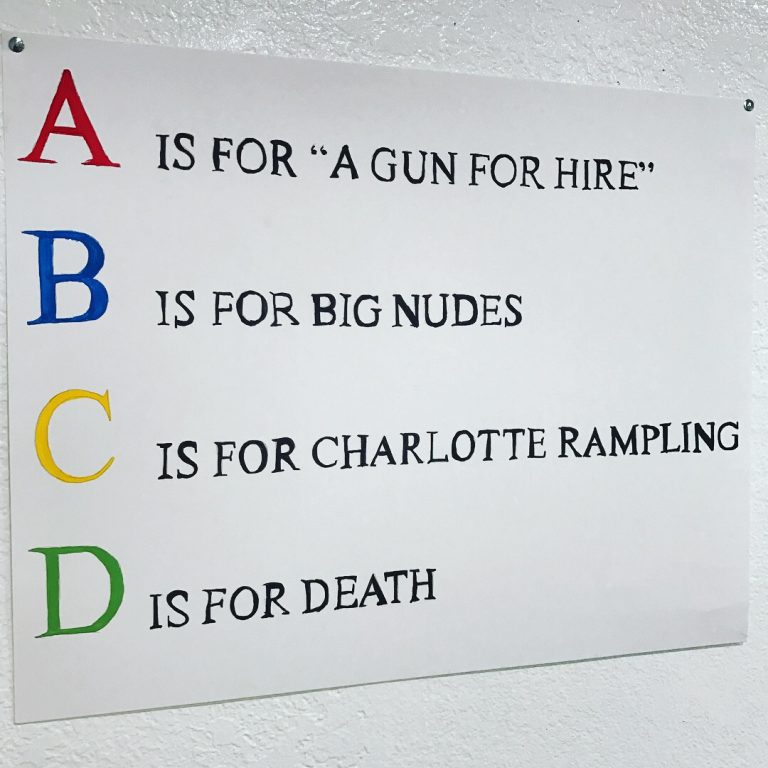 A IS FOR “A GUN FOR HIRE”
B IS FOR BIG NUDES
C IS FOR CHARLOTTE RAMPLING
D IS FOR DEATH